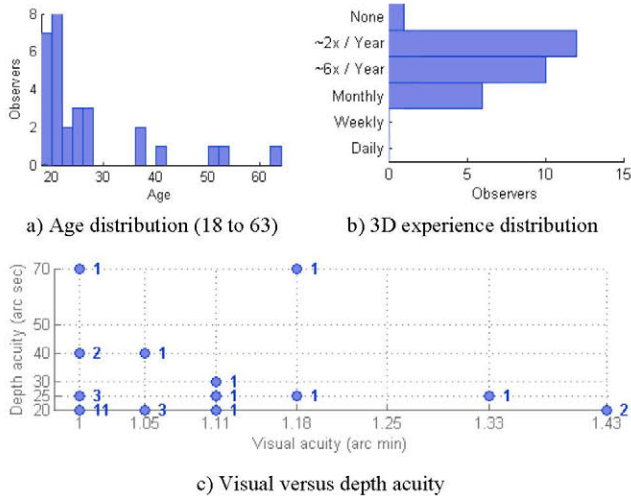 8
6
4
2
0
Observers
20 30 40 50 60
Age
a) Age distribution (18 to 63)
None
~2x / Year
~6x / Year
Monthly
Weekly
Daily
0 5 10 15
Observers
b) 3D experience distribution
Depth acuity (arc sec)
70 1 1
50
40 2 1
30 1
25 3 1 1 1
20 11 3 1 2
1 1.05 1.11 1.18 1.25 1.33 1.43
Visual acuity (arc min)
c) Visual versus depth acuity